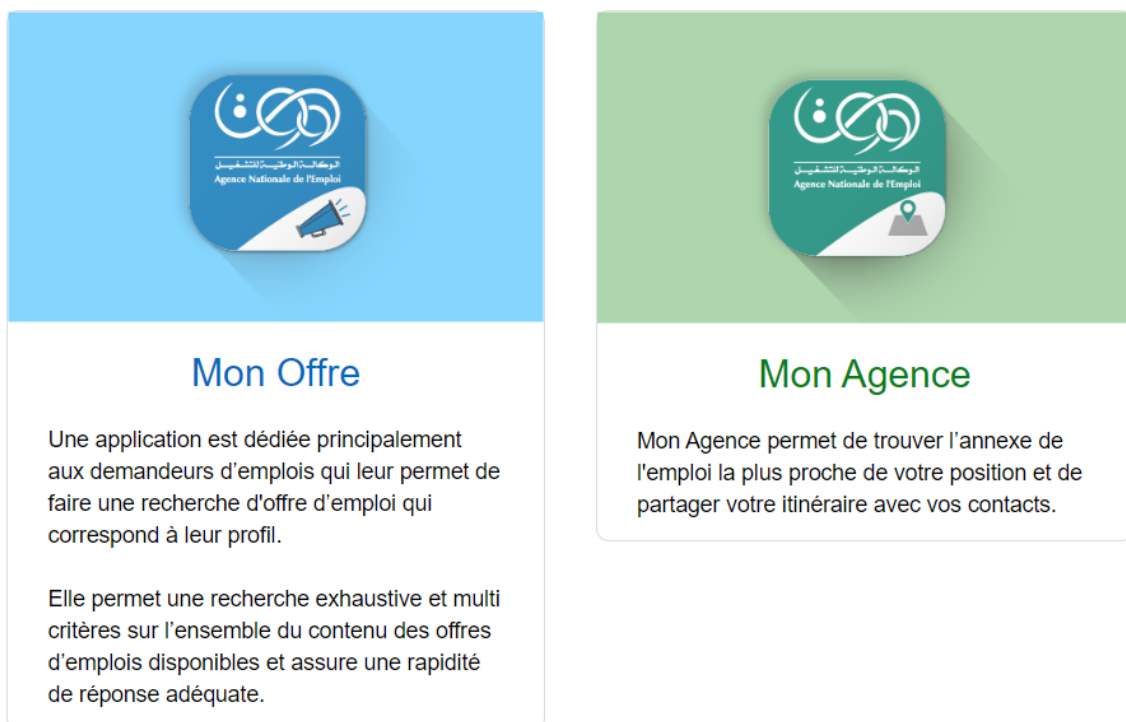 الوكالة الوطنية للتشغيل
Agence Nationale de l'Emploi
Mon Offre
Une application est dédiée principalement
aux demandeurs d’emplois qui leur permet de
faire une recherche d'offre d’emploi qui
correspond à leur profil.
Elle permet une recherche exhaustive et multi
critères sur l’ensemble du contenu des offres
d’emplois disponibles et assure une rapidité
de réponse adéquate.
الوكالة الوطنية للتشغيل
Agence Nationale de l'Emploi
Mon Agence
Mon Agence permet de trouver l’annexe de
l'emploi la plus proche de votre position et de
partager votre itinéraire avec vos contacts.